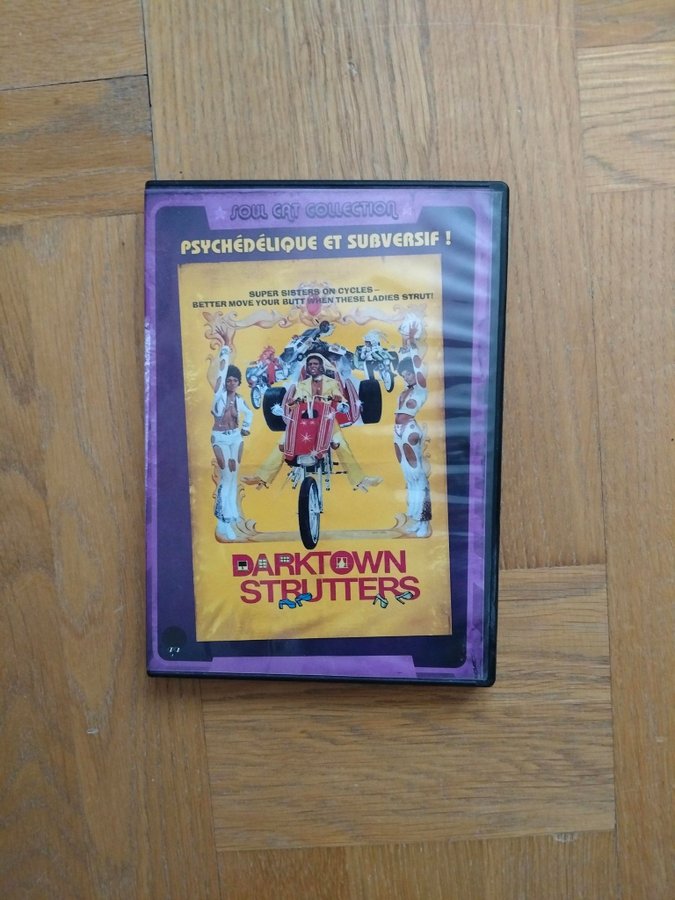 SOUL CAT COLLECTION
PSYCHÉDÉLIQUE ET SUBVERSIF !
SUPER SISTERS ON CYCLES–
BETTER MOVE YOUR BUTT WHEN THESE LADIES STRUT!
DARKTOWN
STRUTTERS